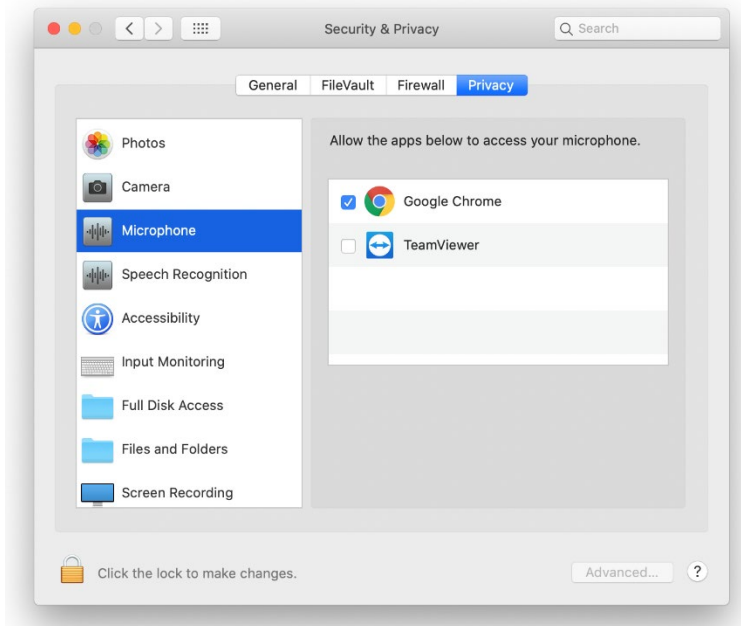 Security & Privacy
Search
General FileVault Firewall Privacy
Photos
Camera
Microphone
Speech Recognition
Accessibility
Input Monitoring
Full Disk Access
Files and Folders
Screen Recording
Allow the apps below to access your microphone.
Google Chrome
TeamViewer
Click the lock to make changes.
Advanced...
?